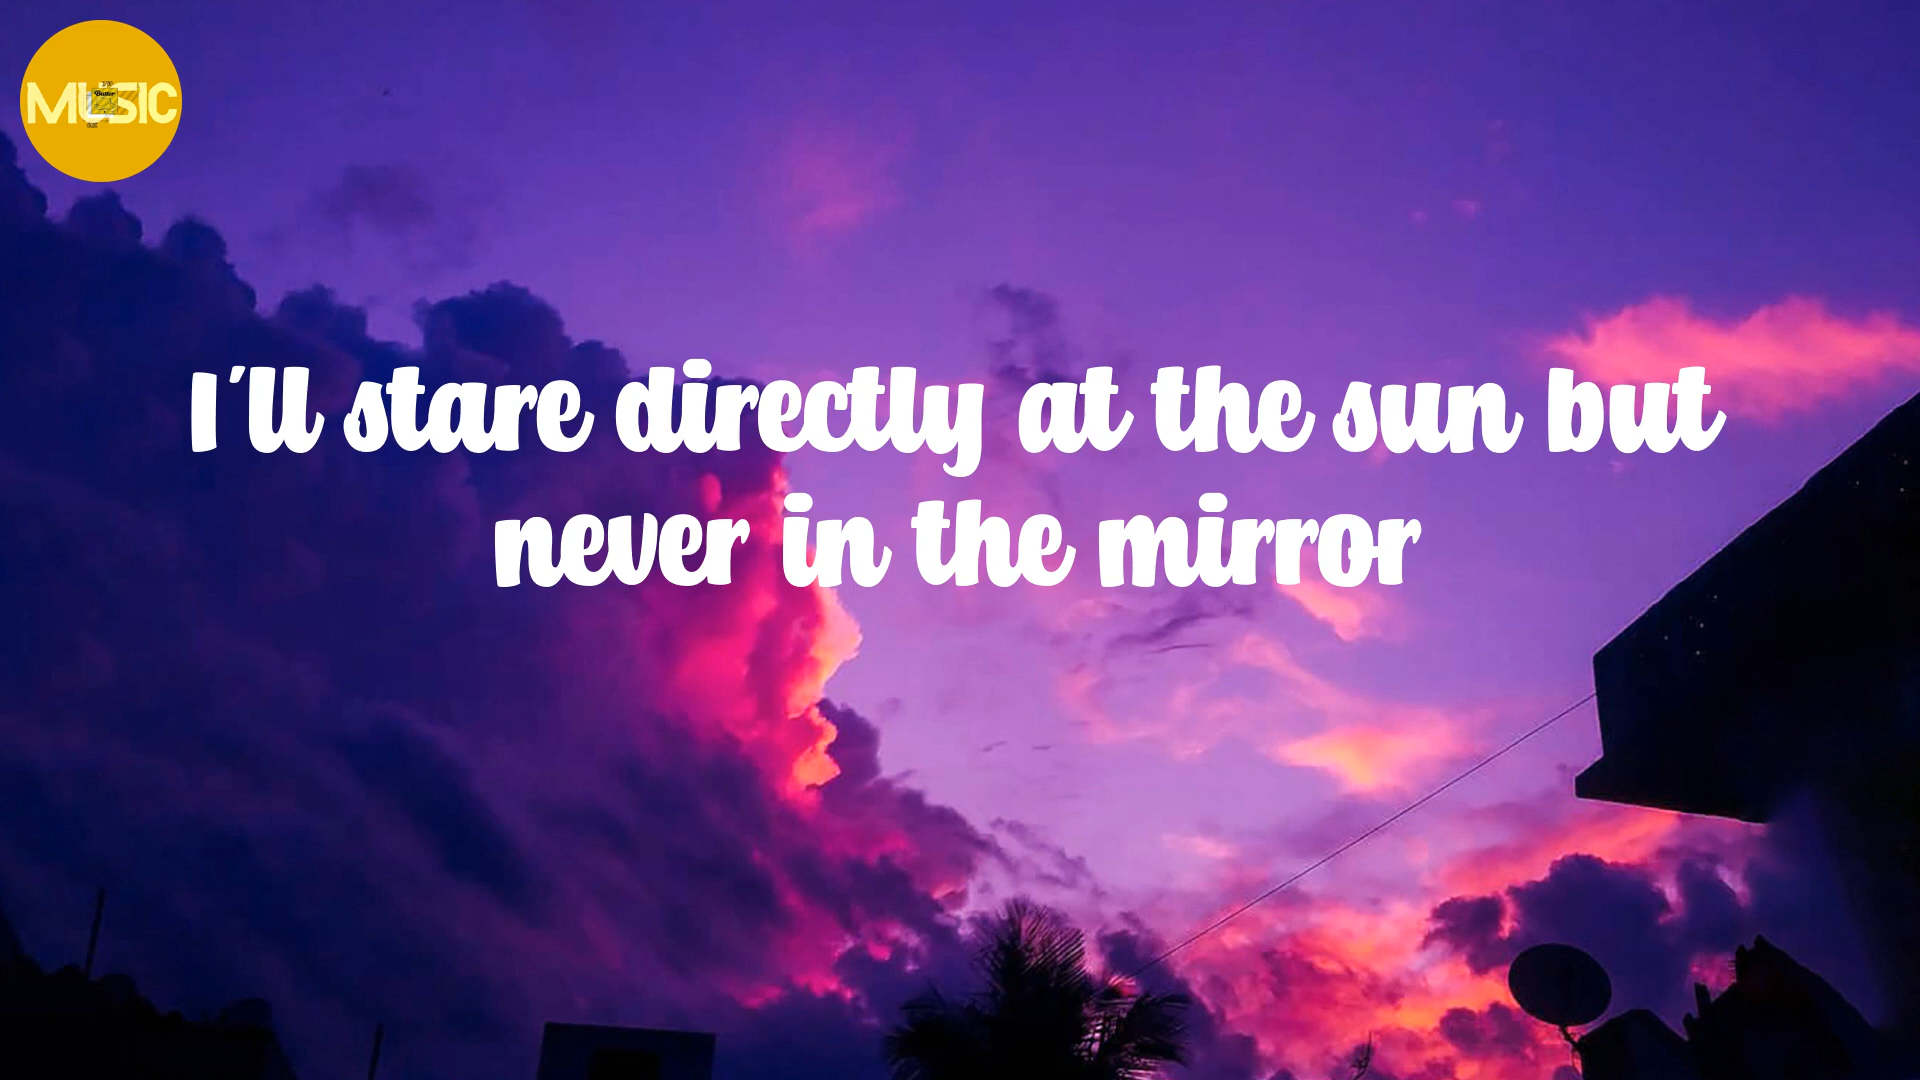 MUSIC
I'll stare directly at the sun but
never in the mirror